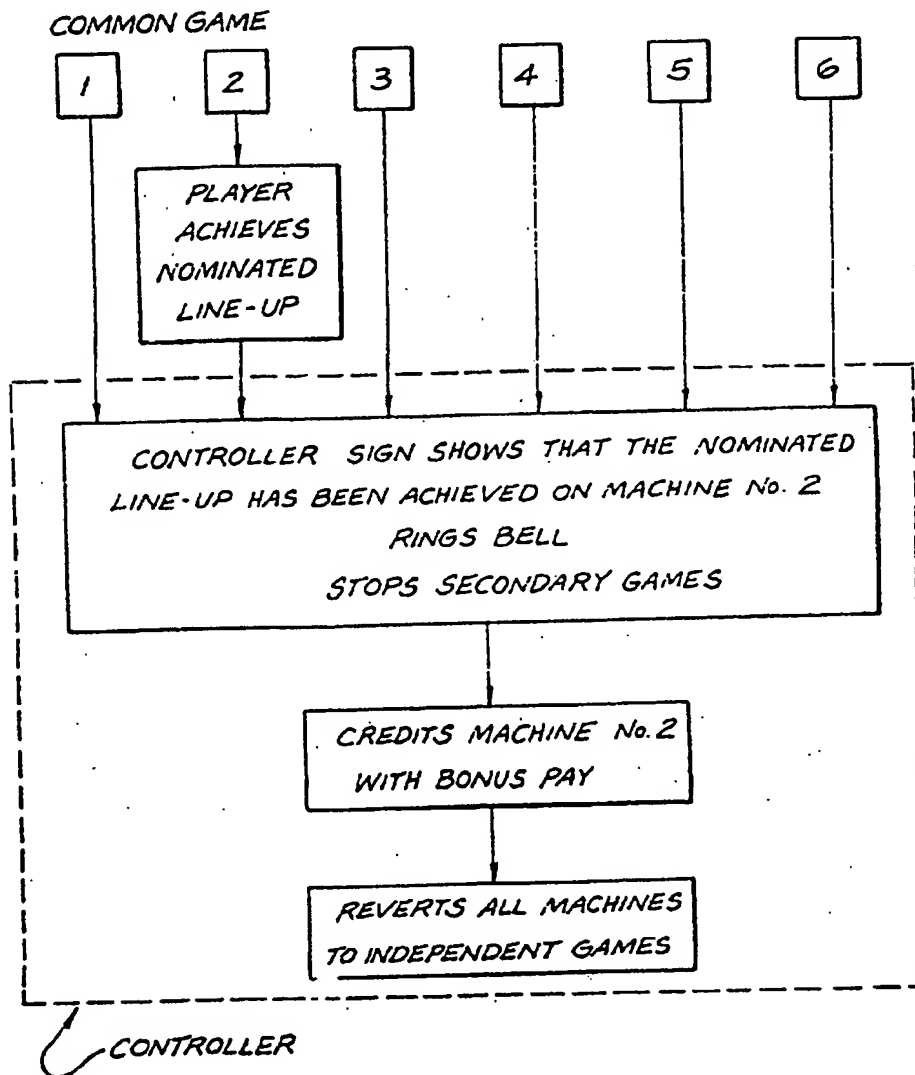 COMMON GAME
1 2 3 4 5 6
PLAYER
ACHIEVES
NOMINATED
LINE-UP
CONTROLLER SIGN SHOWS THAT THE NOMINATED
LINE-UP HAS BEEN ACHIEVED ON MACHINE No. 2
RINGS BELL
STOPS SECONDARY GAMES
CREDITS MACHINE No. 2
WITH BONUS PAY
REVERTS ALL MACHINES
TO INDEPENDENT GAMES
CONTROLLER